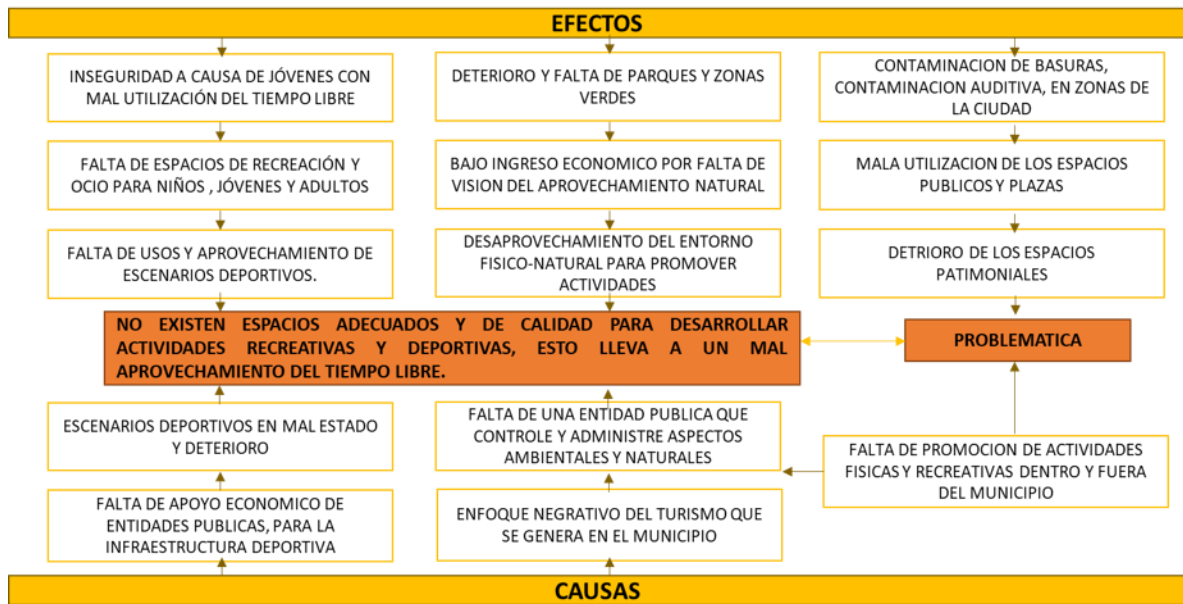 EFECTOS
INSEGURIDAD A CAUSA DE JÓVENES CON
MAL UTILIZACIÓN DEL TIEMPO LIBRE
DETERIORO Y FALTA DE PARQUES Y ZONAS
VERDES
CONTAMINACION DE BASURAS,
CONTAMINACION AUDITIVA, EN ZONAS DE
LA CIUDAD
FALTA DE ESPACIOS DE RECREACIÓN Y
OCIO PARA NIÑOS , JÓVENES Y ADULTOS
BAJO INGRESO ECONOMICO POR FALTA DE
VISION DEL APROVECHAMIENTO NATURAL
MALA UTILIZACION DE LOS ESPACIOS
PUBLICOS Y PLAZAS
FALTA DE USOS Y APROVECHAMIENTO DE
ESCENARIOS DEPORTIVOS.
DESAPROVECHAMIENTO DEL ENTORNO
FISICO-NATURAL PARA PROMOVER
ACTIVIDADES
DETRIORO DE LOS ESPACIOS
PATIMONIALES
NO EXISTEN ESPACIOS ADECUADOS Y DE CALIDAD PARA DESARROLLAR
ACTIVIDADES RECREATIVAS Y DEPORTIVAS, ESTO LLEVA A UN MAL
APROVECHAMIENTO DEL TIEMPO LIBRE.
PROBLEMATICA
ESCENARIOS DEPORTIVOS EN MAL ESTADO
Y DETERIORO
FALTA DE UNA ENTIDAD PUBLICA QUE
CONTROLE Y ADMINISTRE ASPECTOS
AMBIENTALES Y NATURALES
FALTA DE PROMOCION DE ACTIVIDADES
FISICAS Y RECREATIVAS DENTRO Y FUERA
DEL MUNICIPIO
FALTA DE APOYO ECONOMICO DE
ENTIDADES PUBLICAS, PARA LA
INFRAESTRUCTURA DEPORTIVA
ENFOQUE NEGRATIVO DEL TURISMO QUE
SE GENERA EN EL MUNICIPIO
CAUSAS